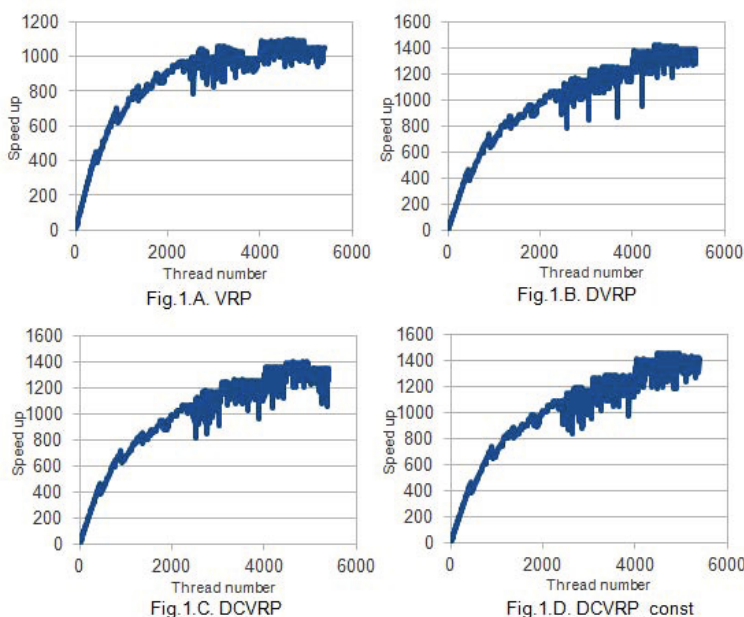 1200
1000
800
600
400
200
0
Speed up
0 2000 4000 6000
Thread number
Fig.1.A. VRP
1600
1400
1200
1000
800
600
400
200
0
Speed up
0 2000 4000 6000
Thread number
Fig.1.B. DVRP
1600
1400
1200
1000
800
600
400
200
0
Speed up
0 2000 4000 6000
Thread number
Fig.1.C. DCVRP
1600
1400
1200
1000
800
600
400
200
0
Speed up
0 2000 4000 6000
Thread number
Fig.1.D. DCVRP const